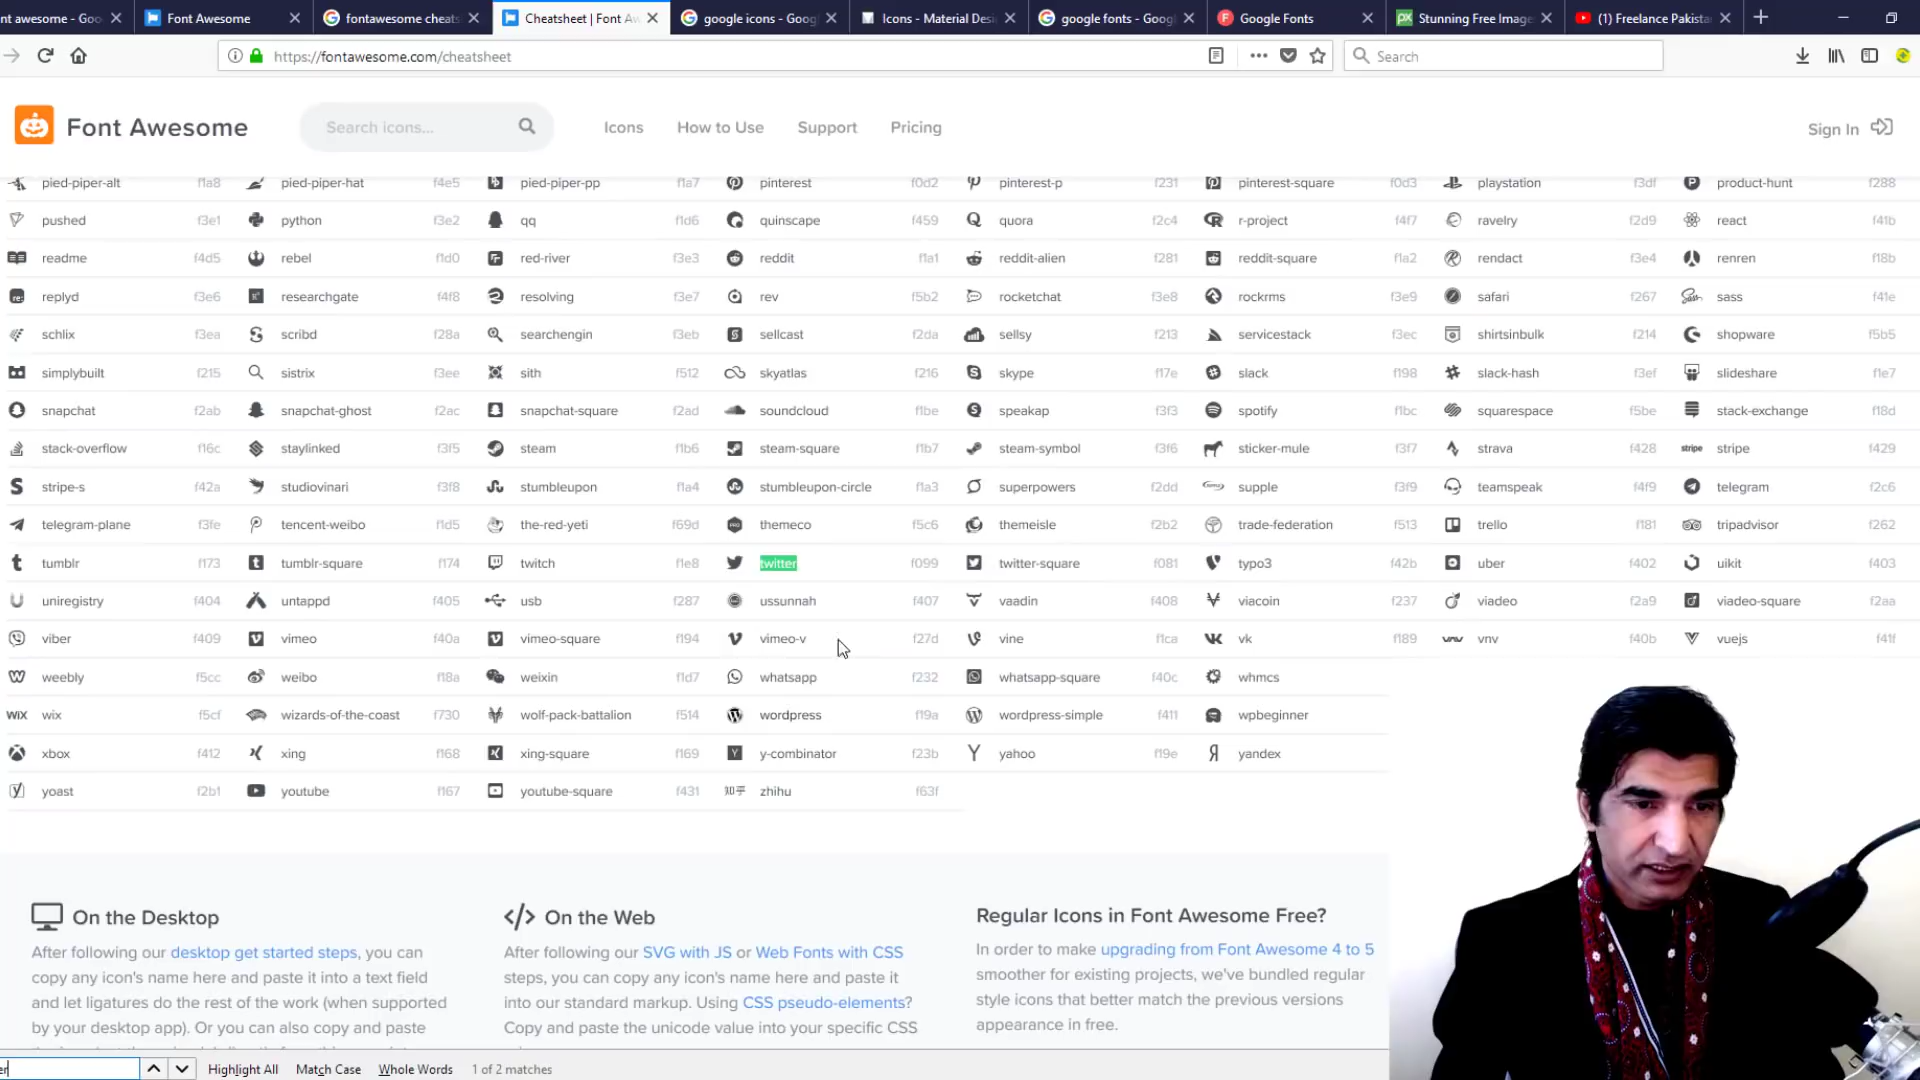 nt awesome - Goo
Font Awesome
fontawesome cheats
Cheatsheet | Font Aw
google icons - Goog
Icons - Material Desi
google fonts - Goog
Google Fonts
Stunning Free Image
(1) Freelance Pakista
https://fontawesome.com/cheatsheet
Search
Font Awesome
Search icons...
Icons
How to Use
Support
Pricing
Sign In
pied-piper-alt f1a8 pied-piper-hat f4e5 pied-piper-pp f1a7 pinterest f0d2 pinterest-p f231 pinterest-square f0d3 playstation f3df product-hunt f288
pushed f3e1 python f3e2 qq f1d6 quinscape f459 quora f2c4 r-project f4f7 ravelry f2d9 react f41b
readme f4d5 rebel f1d0 red-river f3e3 reddit f1a1 reddit-alien f281 reddit-square f1a2 rendact f3e4 renren f18b
replyd f3e6 researchgate f4f8 resolving f3e7 rev f5b2 rocketchat f3e8 rockrms f3e9 safari f267 sass f41e
schlix f3ea scribd f28a searchengin f3eb sellcast f2da sellsy f213 servicestack f3ec shirtsinbulk f214 shopware f5b5
simplybuilt f215 sistrix f3ee sith f512 skyatlas f216 skype f17e slack f198 slack-hash f3ef slideshare f1e7
snapchat f2ab snapchat-ghost f2ac snapchat-square f2ad soundcloud f1be speakap f3f3 spotify f1bc squarespace f5be stack-exchange f18d
stack-overflow f16c staylinked f3f5 steam f1b6 steam-square f1b7 steam-symbol f3f6 sticker-mule f3f7 strava f428 stripe stripe f429
stripe-s f42a studiovinari f3f8 stumbleupon f1a4 stumbleupon-circle f1a3 superpowers f2dd supple f3f9 teamspeak f4f9 telegram f2c6
telegram-plane f3fe tencent-weibo f1d5 the-red-yeti f69d themeco f5c6 themeisle f2b2 trade-federation f513 trello f181 tripadvisor f262
tumblr f173 tumblr-square f174 twitch f1e8 twitter f099 twitter-square f081 typo3 f42b uber f402 uikit f403
uniregistry f404 untappd f405 usb f287 ussunnah f407 vaadin f408 viacoin f237 viadeo f2a9 viadeo-square f2aa
viber f409 vimeo f40a vimeo-square f194 vimeo-v f27d vine f1ca vk f189 vnv f40b vuejs f41f
weebly f5cc weibo f18a weixin f1d7 whatsapp f232 whatsapp-square f40c whmcs
WIX wix f5cf wizards-of-the-coast f730 wolf-pack-battalion f514 wordpress f19a wordpress-simple f411 wpbeginner
xbox f412 xing f168 xing-square f169 y-combinator f23b yahoo f19e yandex
yoast f2b1 youtube f167 youtube-square f431 知乎 zhihu f63f
On the Desktop
After following our desktop get started steps, you can
copy any icon's name here and paste it into a text field
and let ligatures do the rest of the work (when supported
by your desktop app). Or you can also copy and paste
On the Web
After following our SVG with JS or Web Fonts with CSS
steps, you can copy any icon's name here and paste it
into our standard markup. Using CSS pseudo-elements?
Copy and paste the unicode value into your specific CSS
Regular Icons in Font Awesome Free?
In order to make upgrading from Font Awesome 4 to 5
smoother for existing projects, we've bundled regular
style icons that better match the previous versions
appearance in free.
er
Highlight All
Match Case
Whole Words
1 of 2 matches